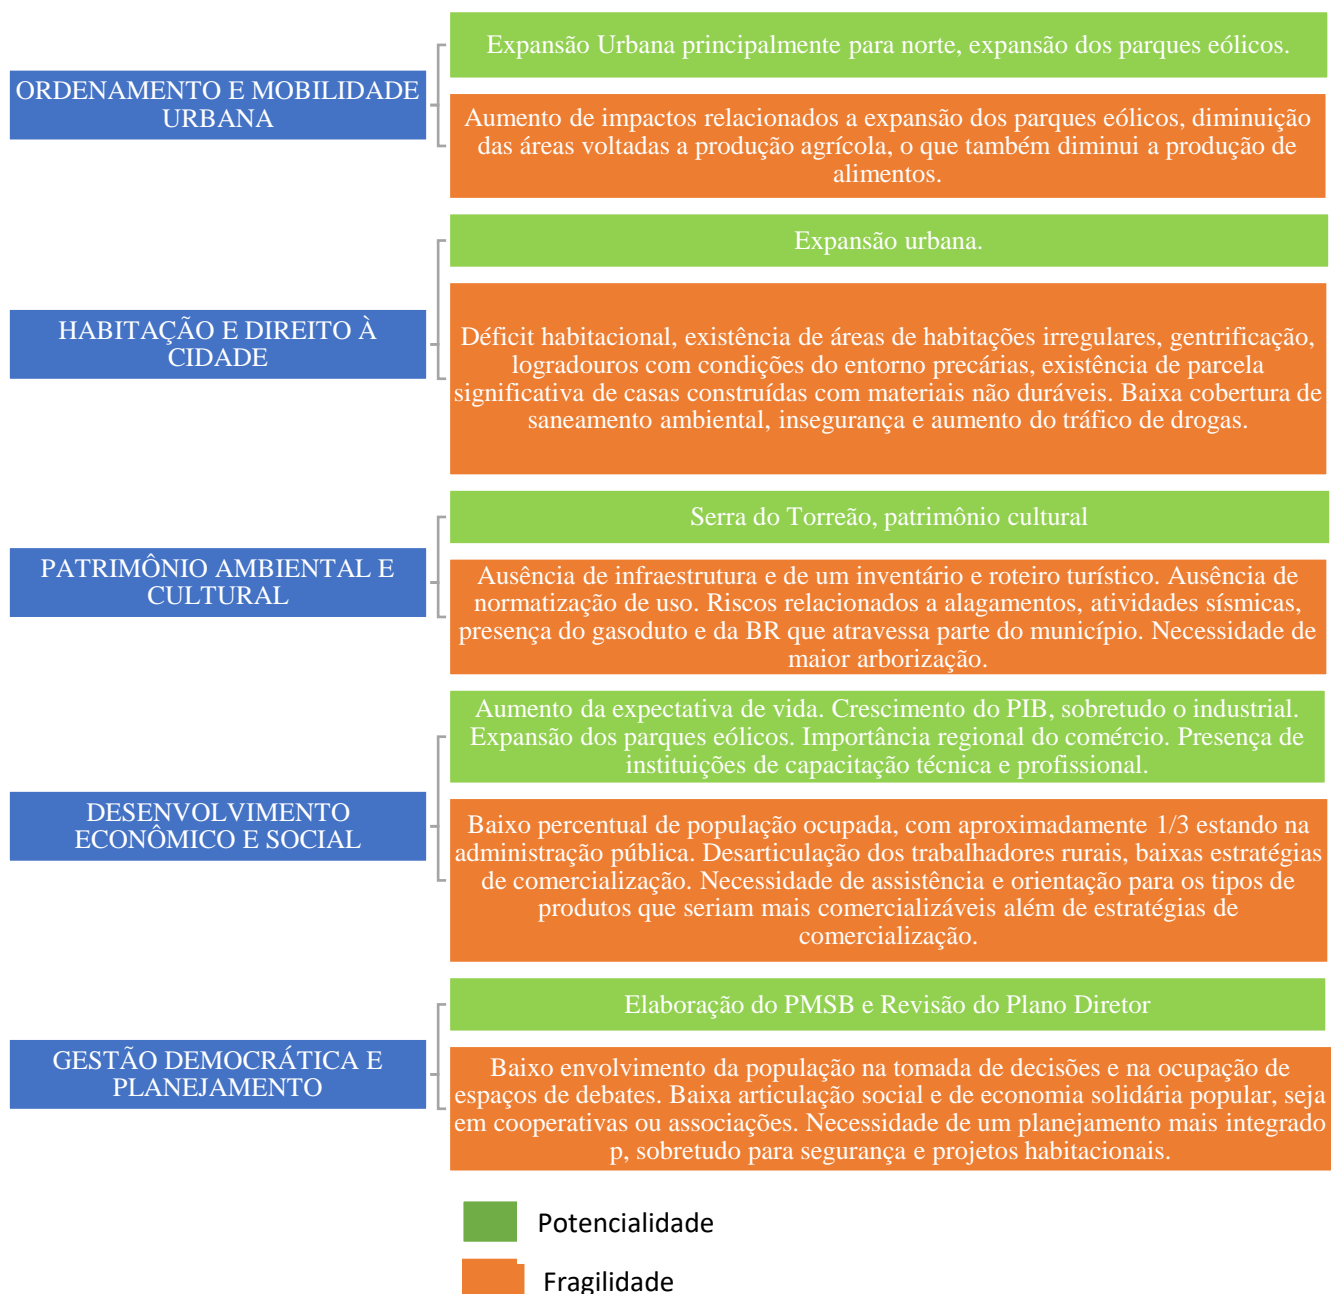 ORDENAMENTO E MOBILIDADE
URBANA
Expansão Urbana principalmente para norte, expansão dos parques eólicos.
Aumento de impactos relacionados a expansão dos parques eólicos, diminuição
das áreas voltadas a produção agrícola, o que também diminui a produção de
alimentos.
HABITAÇÃO E DIREITO À
CIDADE
Expansão urbana.
Déficit habitacional, existência de áreas de habitações irregulares, gentrificação,
logradouros com condições do entorno precárias, existência de parcela
significativa de casas construídas com materiais não duráveis. Baixa cobertura de
saneamento ambiental, insegurança e aumento do tráfico de drogas.
PATRIMÔNIO AMBIENTAL E
CULTURAL
Serra do Torreão, patrimônio cultural
Ausência de infraestrutura e de um inventário e roteiro turístico. Ausência de
normatização de uso. Riscos relacionados a alagamentos, atividades sísmicas,
presença do gasoduto e da BR que atravessa parte do município. Necessidade de
maior arborização.
DESENVOLVIMENTO
ECONÔMICO E SOCIAL
Aumento da expectativa de vida. Crescimento do PIB, sobretudo o industrial.
Expansão dos parques eólicos. Importância regional do comércio. Presença de
instituições de capacitação técnica e profissional.
Baixo percentual de população ocupada, com aproximadamente 1/3 estando na
administração pública. Desarticulação dos trabalhadores rurais, baixas estratégias
de comercialização. Necessidade de assistência e orientação para os tipos de
produtos que seriam mais comercializáveis além de estratégias de
comercialização.
GESTÃO DEMOCRÁTICA E
PLANEJAMENTO
Elaboração do PMSB e Revisão do Plano Diretor
Baixo envolvimento da população na tomada de decisões e na ocupação de
espaços de debates. Baixa articulação social e de economia solidária popular, seja
em cooperativas ou associações. Necessidade de um planejamento mais integrado
p, sobretudo para segurança e projetos habitacionais.
Potencialidade
Fragilidade